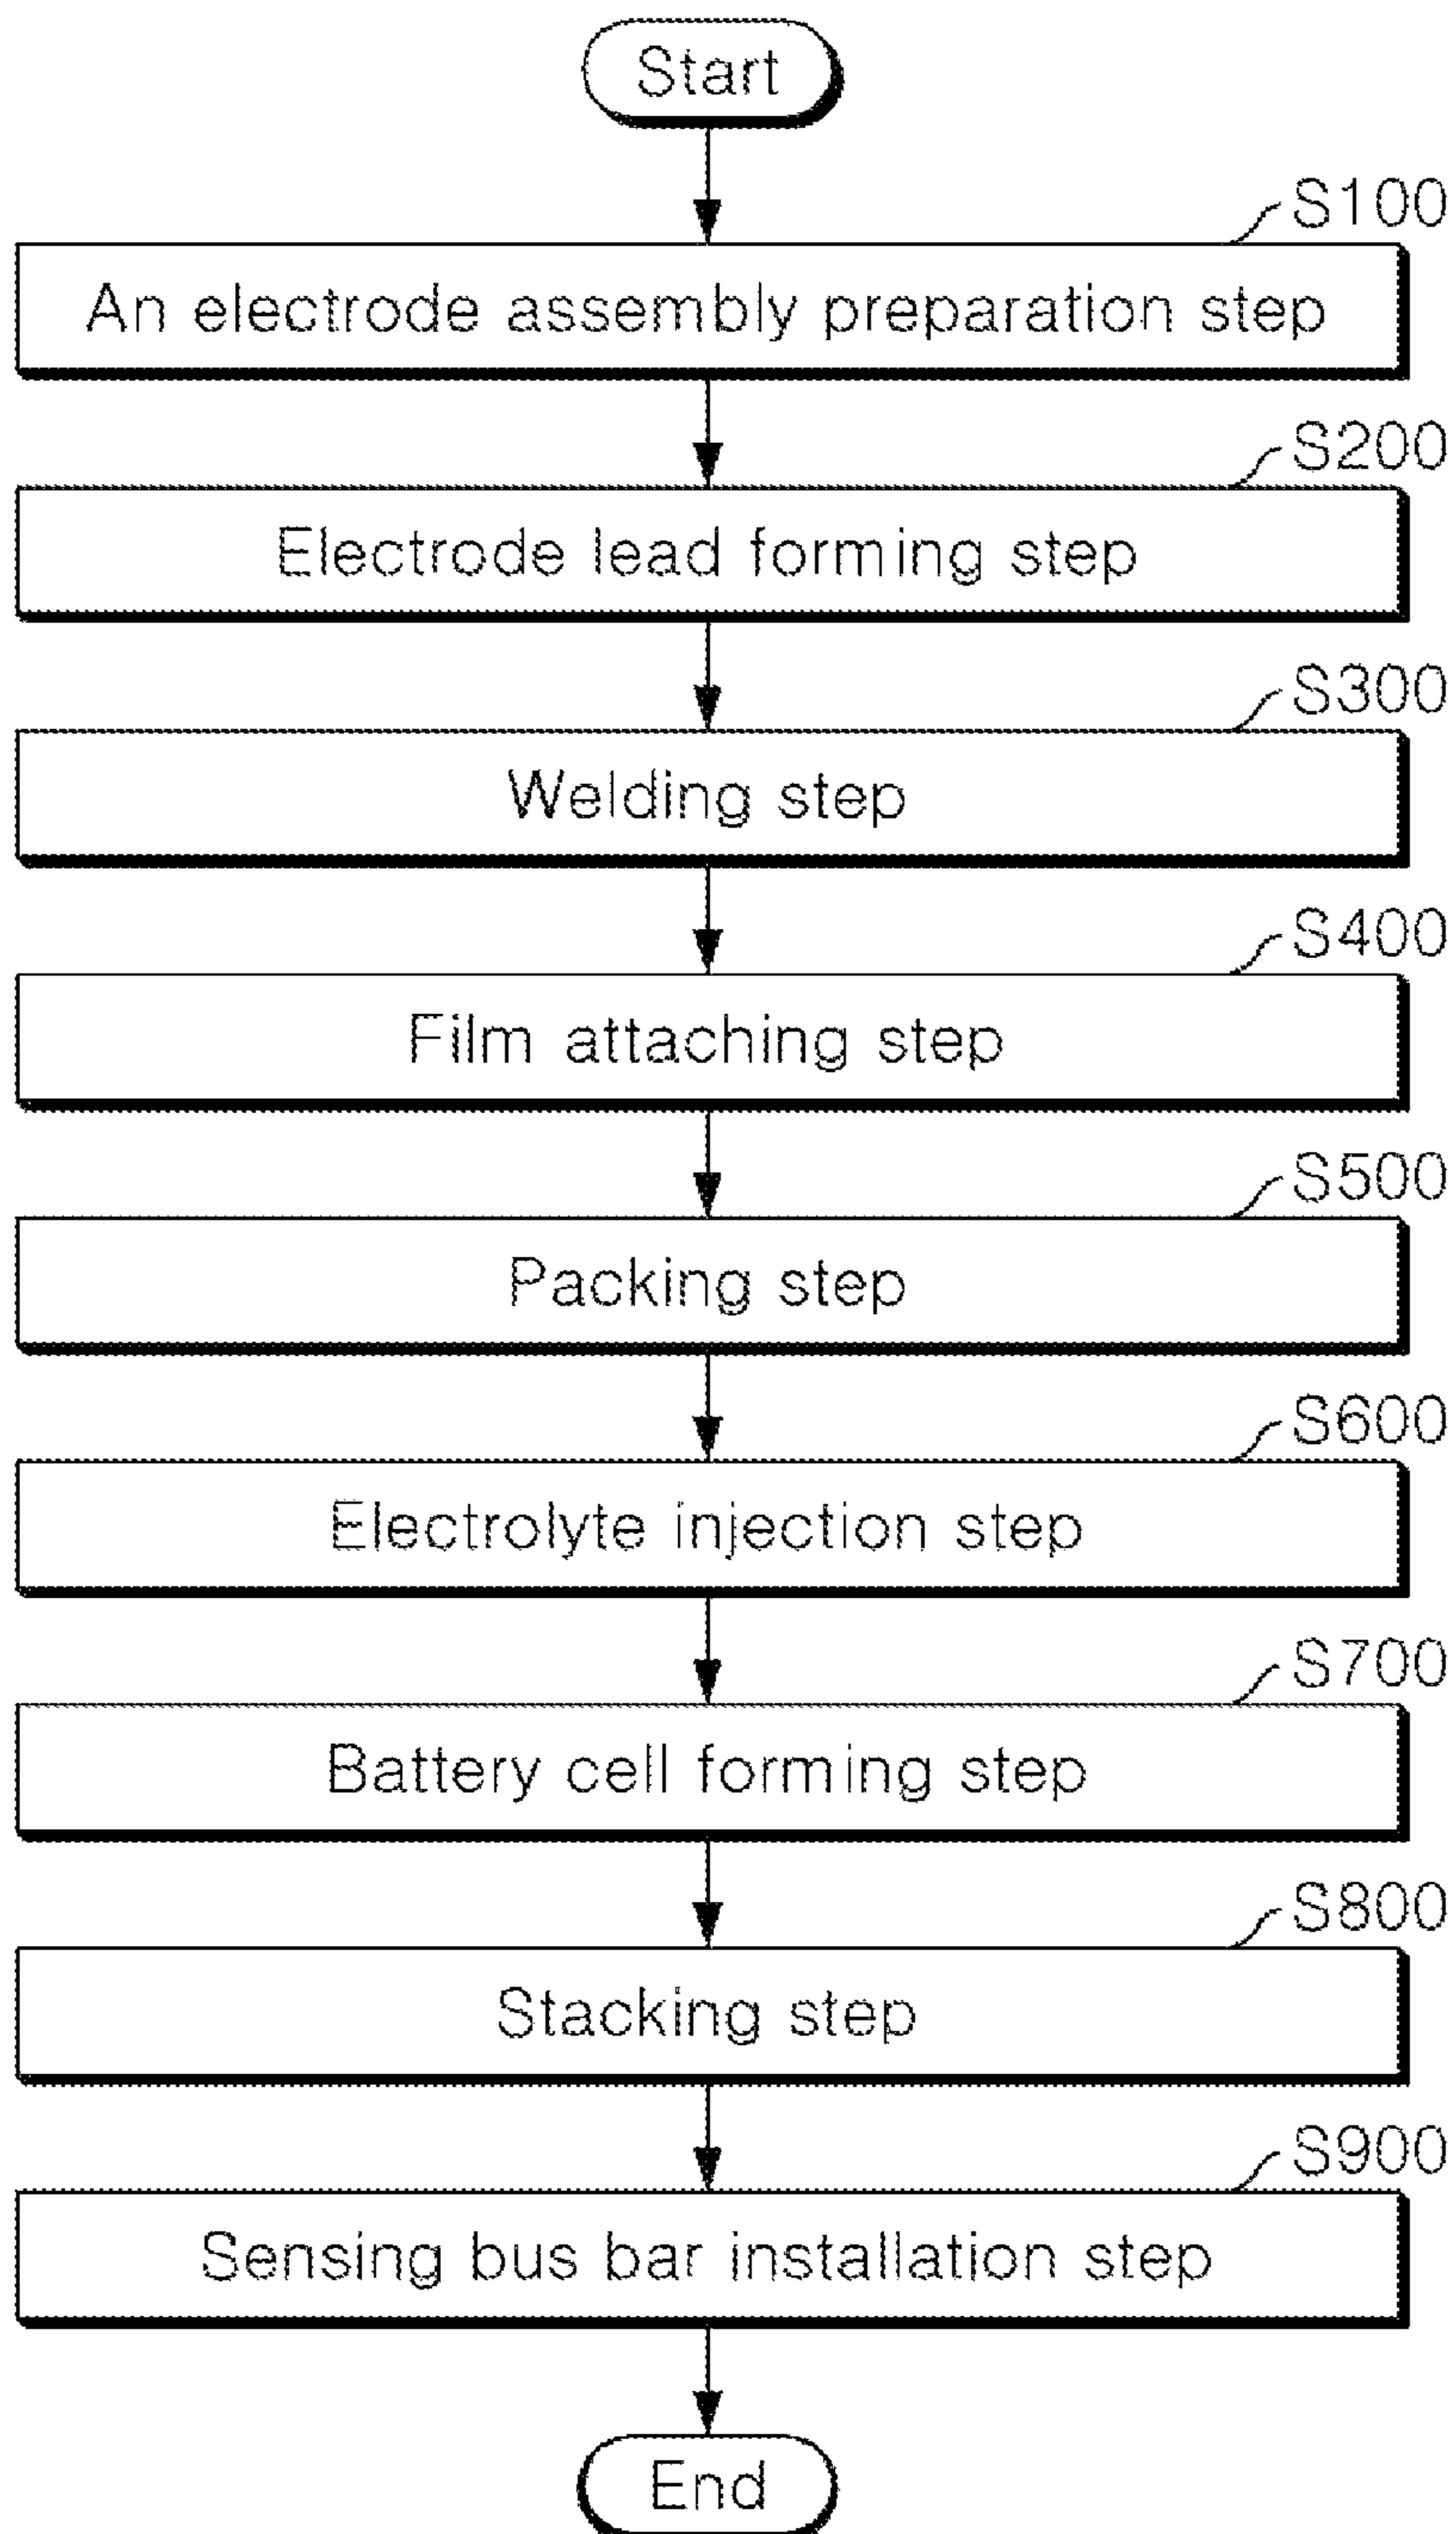 Start
S100
An electrode assembly preparation step
S200
Electrode lead forming step
S300
Welding step
S400
Film attaching step
S500
Packing step
S600
Electrolyte injection step
S700
Battery cell forming step
S800
Stacking step
S900
Sensing bus bar installation step
End